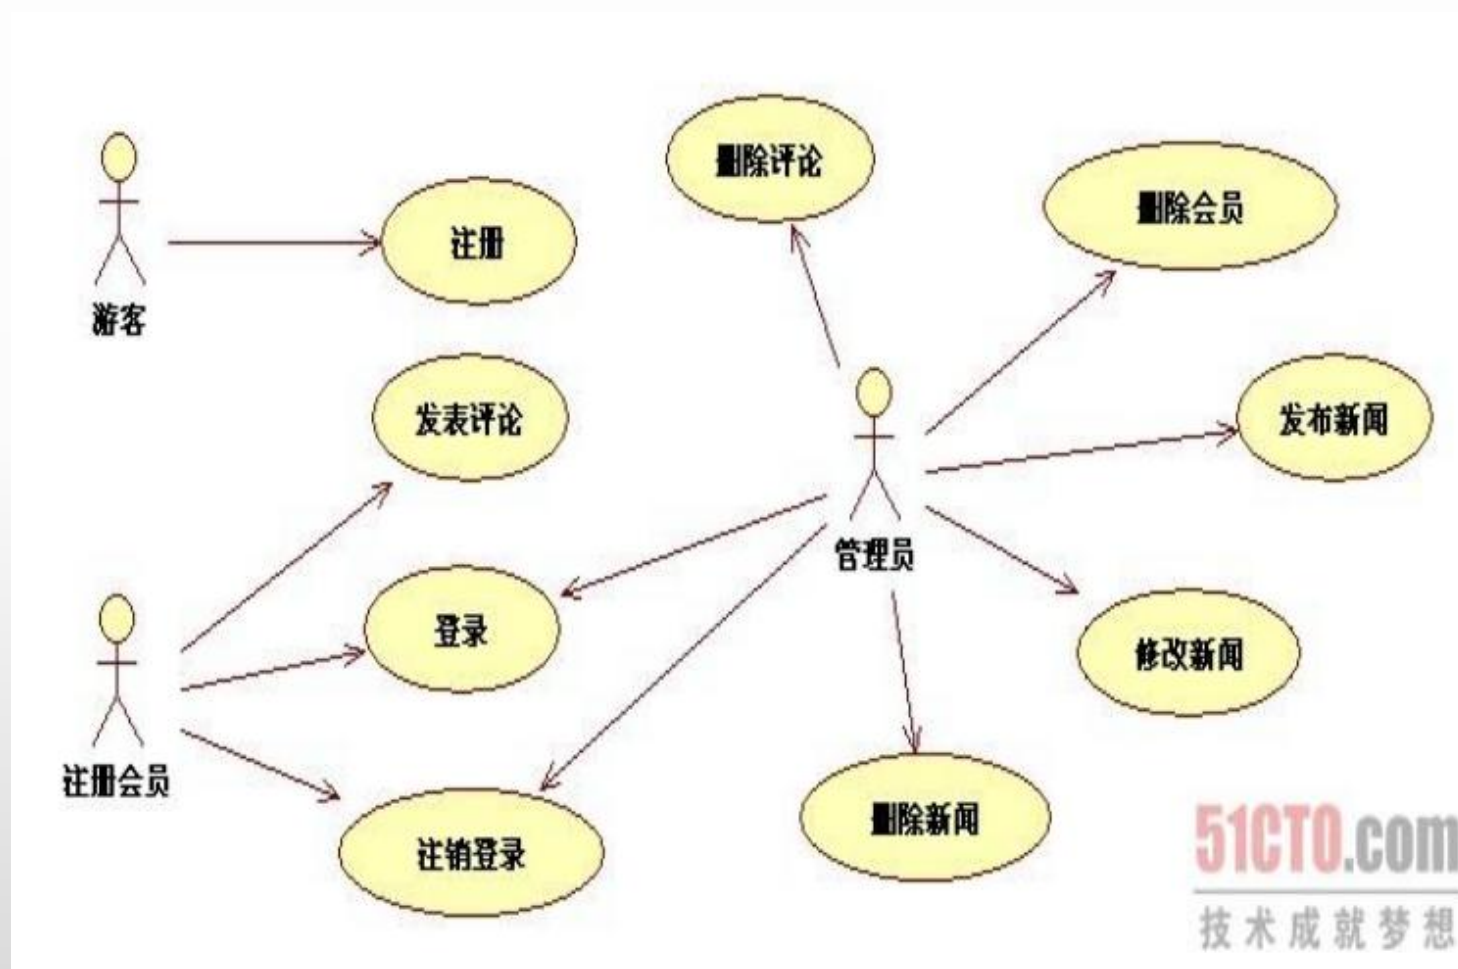 删除评论
删除会员
注册
游客
发表评论
发布新闻
管理员
登录
修改新闻
注册会员
删除新闻
注销登录
51CTO.com
技术成就梦想